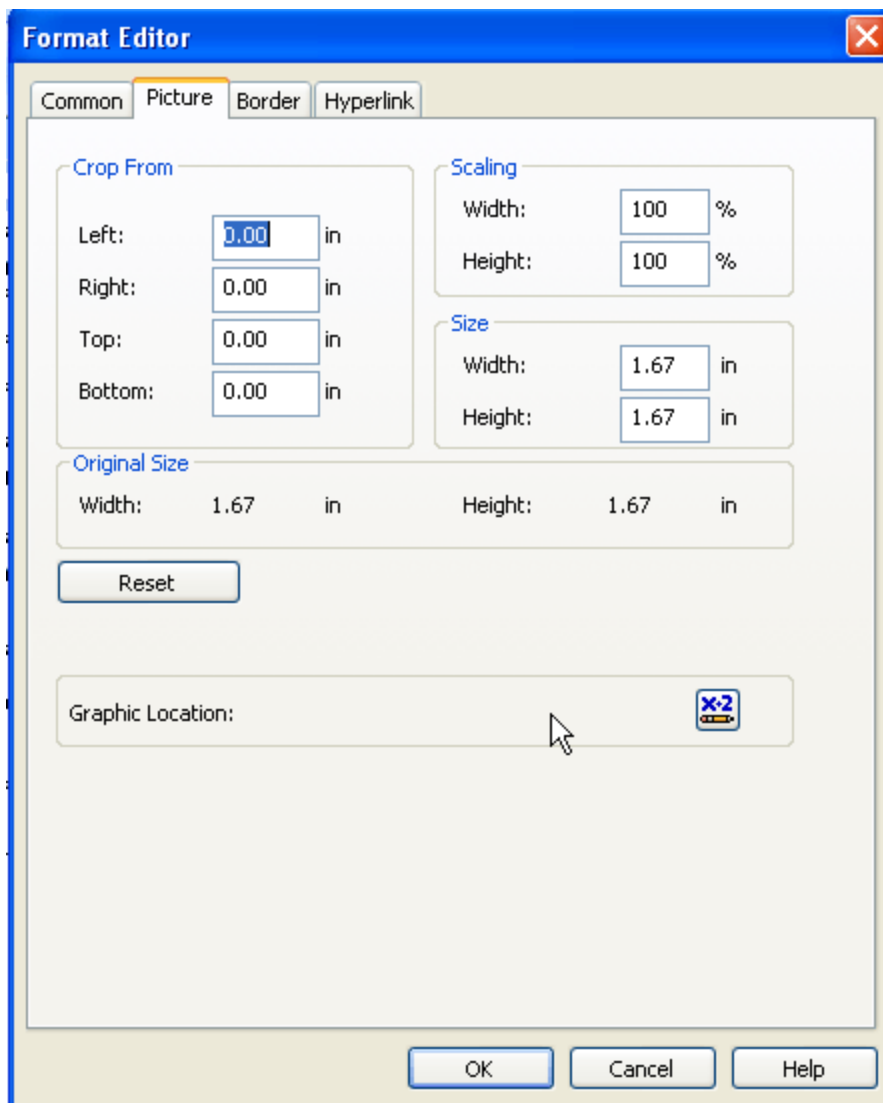 Format Editor
Common Picture Border Hyperlink
Crop From
Left: 0.00 in
Right: 0.00 in
Top: 0.00 in
Bottom: 0.00 in
Scaling
Width: 100 %
Height: 100 %
Size
Width: 1.67 in
Height: 1.67 in
Original Size
Width: 1.67 in Height: 1.67 in
Reset
Graphic Location: X+2
OK Cancel Help